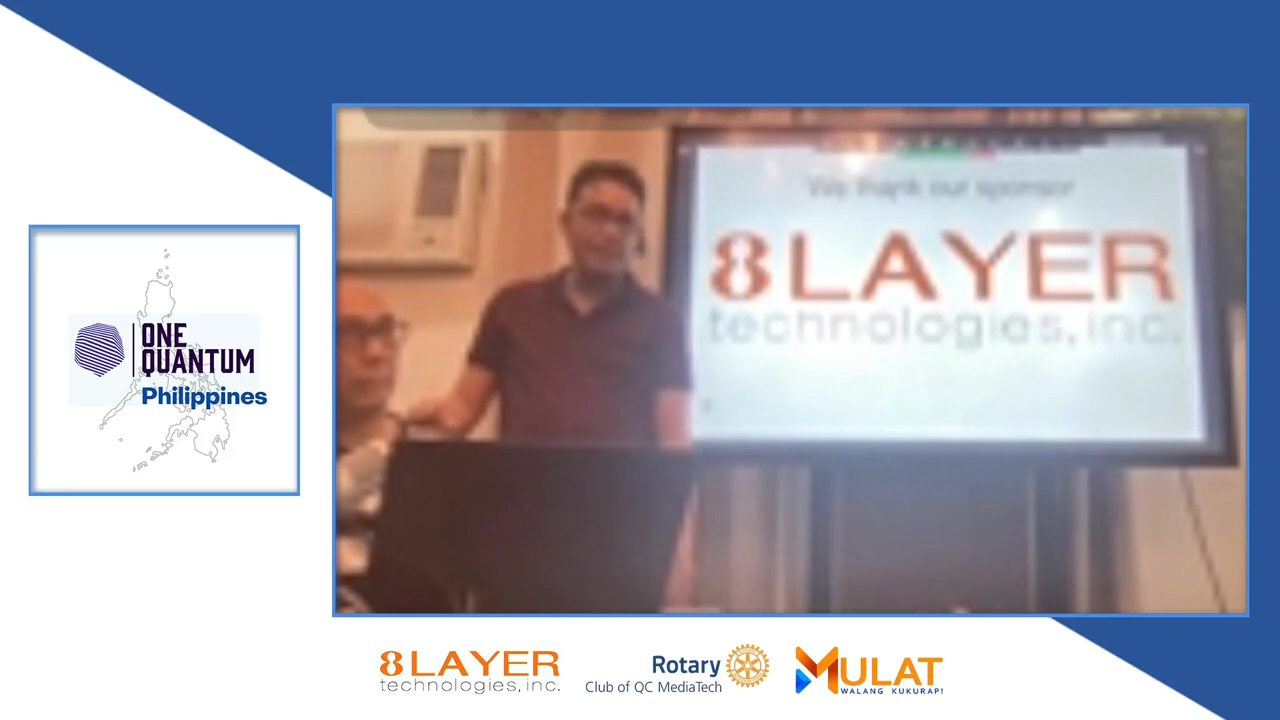 ONE
QUANTUM
Philippines
We thank our sponsor
8LAYER
technologies, inc.
8LAYER
technologies, inc.
Rotary
Club of QC MediaTech
MULAT
WALANG KUKURAP!